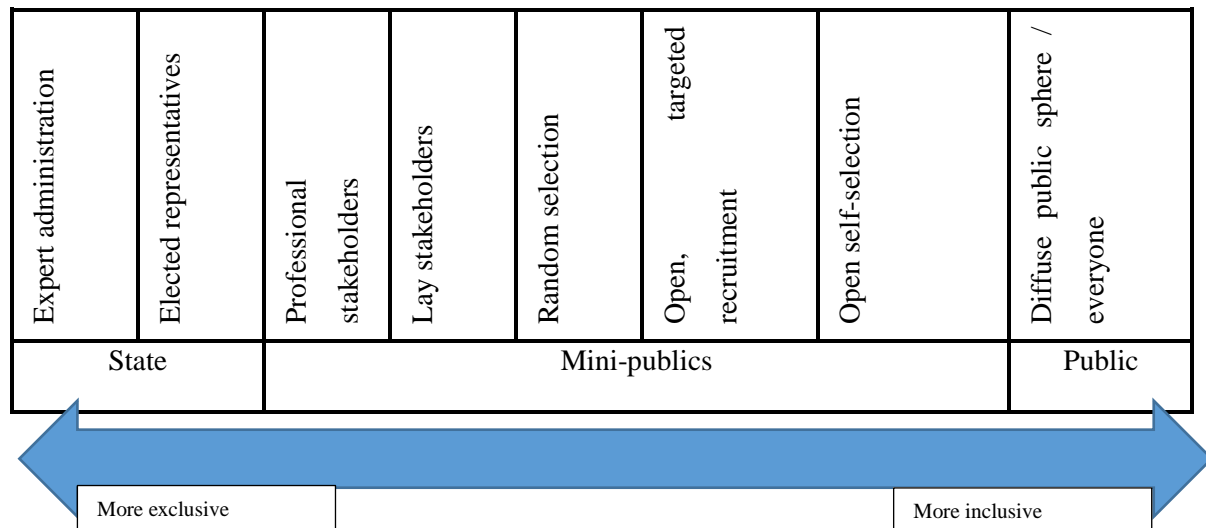 Expert administration
Elected representatives
Professional
stakeholders
Lay stakeholders
Random selection
Open, targeted
recruitment
Open self-selection
Diffuse public sphere /
everyone
State
Mini-publics
Public
More exclusive
More inclusive